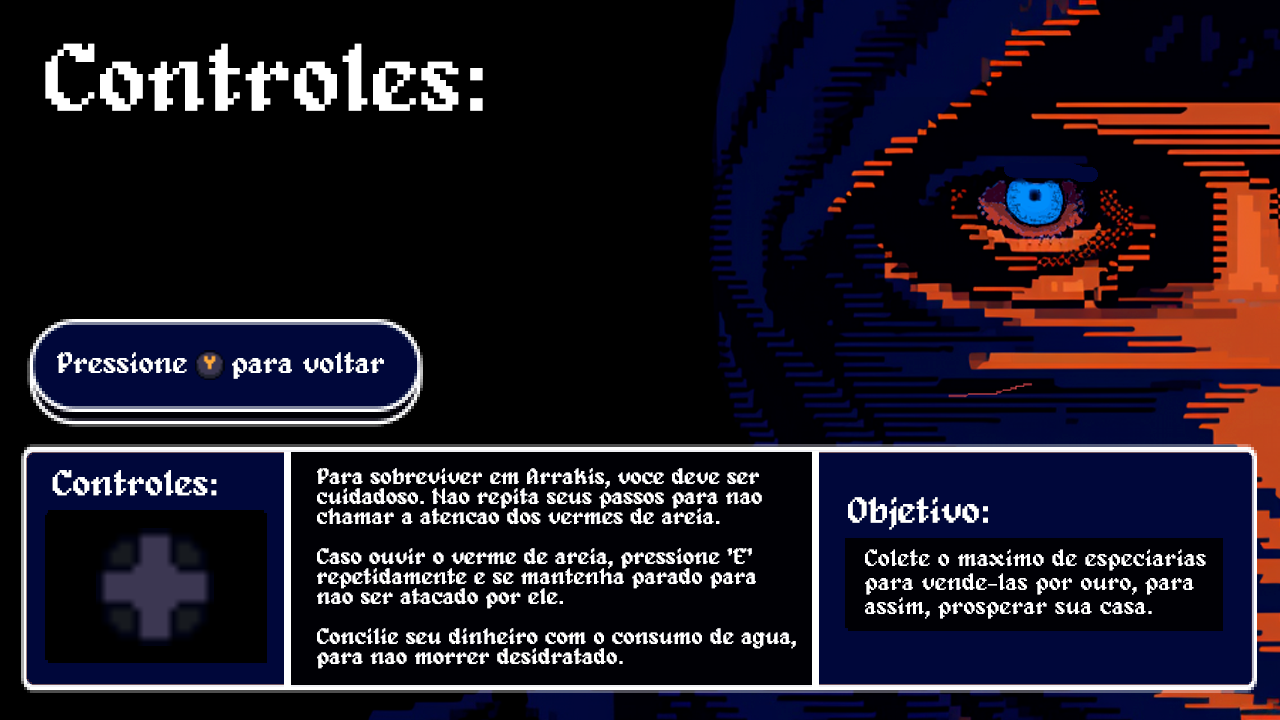 Controles:
Pressione Y para voltar
Controles:
Para sobreviver em Arrakis, voce deve ser
cuidadoso. Nao repita seus passos para nao
chamar a atencao dos vermes de areia.
Caso ouvir o verme de areia, pressione 'E'
repetidamente e se mantenha parado para
nao ser atacado por ele.
Concilie seu dinheiro com o consumo de agua,
para nao morrer desidratado.
Objetivo:
Colete o maximo de especiarias
para vende-las por ouro, para
assim, prosperar sua casa.